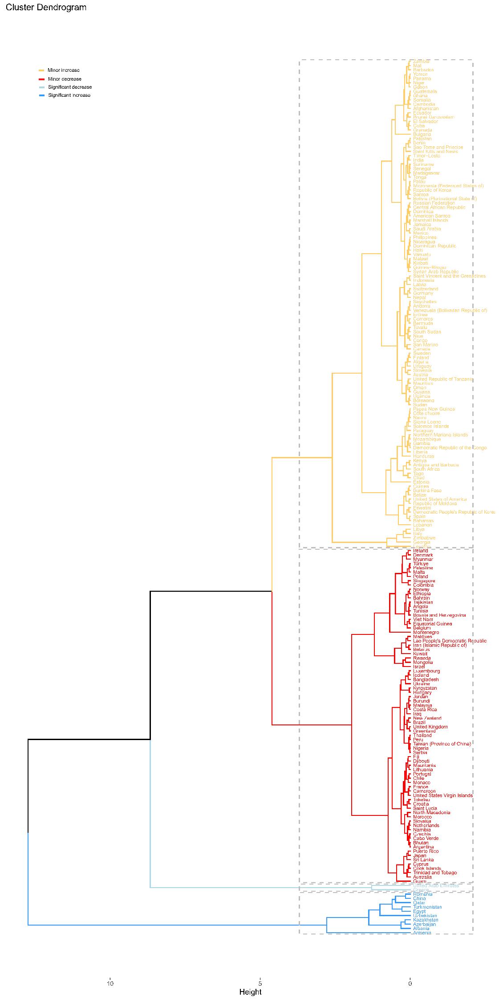 Cluster Dendrogram
Minor increase
Minor decrease
Significant decrease
Significant increase
Zambia
Mali
Barbados
Yemen
Panama
Niger
Gabon
Guatemala
Ghana
Somalia
Cambodia
Afghanistan
Ecuador
Brunei Darussalam
El Salvador
Cuba
Grenada
Bulgaria
Pakistan
Benin
Sao Tome and Principe
Saint Kitts and Nevis
Timor−Leste
India
Suriname
Senegal
Madagascar
Tonga
Palau
Micronesia (Federated States of)
Republic of Korea
Samoa
Bolivia (Plurinational State of)
Russian Federation
Central African Republic
Dominica
American Samoa
Marshall Islands
Jamaica
Saudi Arabia
Mexico
Philippines
Nicaragua
Dominican Republic
Haiti
Vanuatu
Malawi
Kiribati
Guinea−Bissau
Syrian Arab Republic
Saint Vincent and the Grenadines
Indonesia
Latvia
Switzerland
Germany
Nepal
Seychelles
Andorra
Venezuela (Bolivarian Republic of)
Eritrea
Comoros
Bermuda
Tuvalu
South Sudan
Niue
Congo
San Marino
Canada
Sweden
Finland
Algeria
Uruguay
Slovenia
Austria
United Republic of Tanzania
Mauritius
Oman
Guyana
Uganda
Botswana
Sudan
Papua New Guinea
Côte d'Ivoire
Nauru
Sierra Leone
Solomon Islands
Paraguay
Northern Mariana Islands
Mozambique
Gambia
Democratic Republic of the Congo
Liberia
Honduras
Kenya
Antigua and Barbuda
South Africa
Togo
Chad
Estonia
Guinea
Burkina Faso
Belize
United States of America
Republic of Moldova
Eswatini
Democratic People's Republic of Korea
Spain
Bahamas
Lebanon
Libya
Italy
Zimbabwe
Georgia
Lesotho
Ireland
Denmark
Myanmar
Türkiye
Palestine
Malta
Poland
Singapore
Colombia
Norway
Ethiopia
Bahrain
Tajikistan
Angola
Tunisia
Bosnia and Herzegovina
Viet Nam
Equatorial Guinea
Belgium
Montenegro
Maldives
Lao People's Democratic Republic
Iran (Islamic Republic of)
Belarus
Kuwait
Rwanda
Mongolia
Israel
Luxembourg
Iceland
Bangladesh
Ukraine
Kyrgyzstan
Hungary
Jordan
Burundi
Malaysia
Costa Rica
Iraq
New Zealand
Brazil
United Kingdom
Greenland
Thailand
Peru
Taiwan (Province of China)
Nigeria
Serbia
Fiji
Djibouti
Mauritania
Lithuania
Portugal
Chile
Monaco
France
Cameroon
United States Virgin Islands
Tokelau
Croatia
Saint Lucia
North Macedonia
Morocco
Slovakia
Netherlands
Namibia
Czechia
Cabo Verde
Bhutan
Argentina
Puerto Rico
Japan
Sri Lanka
Cyprus
Cook Islands
Trinidad and Tobago
Australia
Guam
United Arab Emirates
Greece
Romania
China
Qatar
Turkmenistan
Egypt
Uzbekistan
Kazakhstan
Azerbaijan
Albania
Armenia
10 5 0
Height